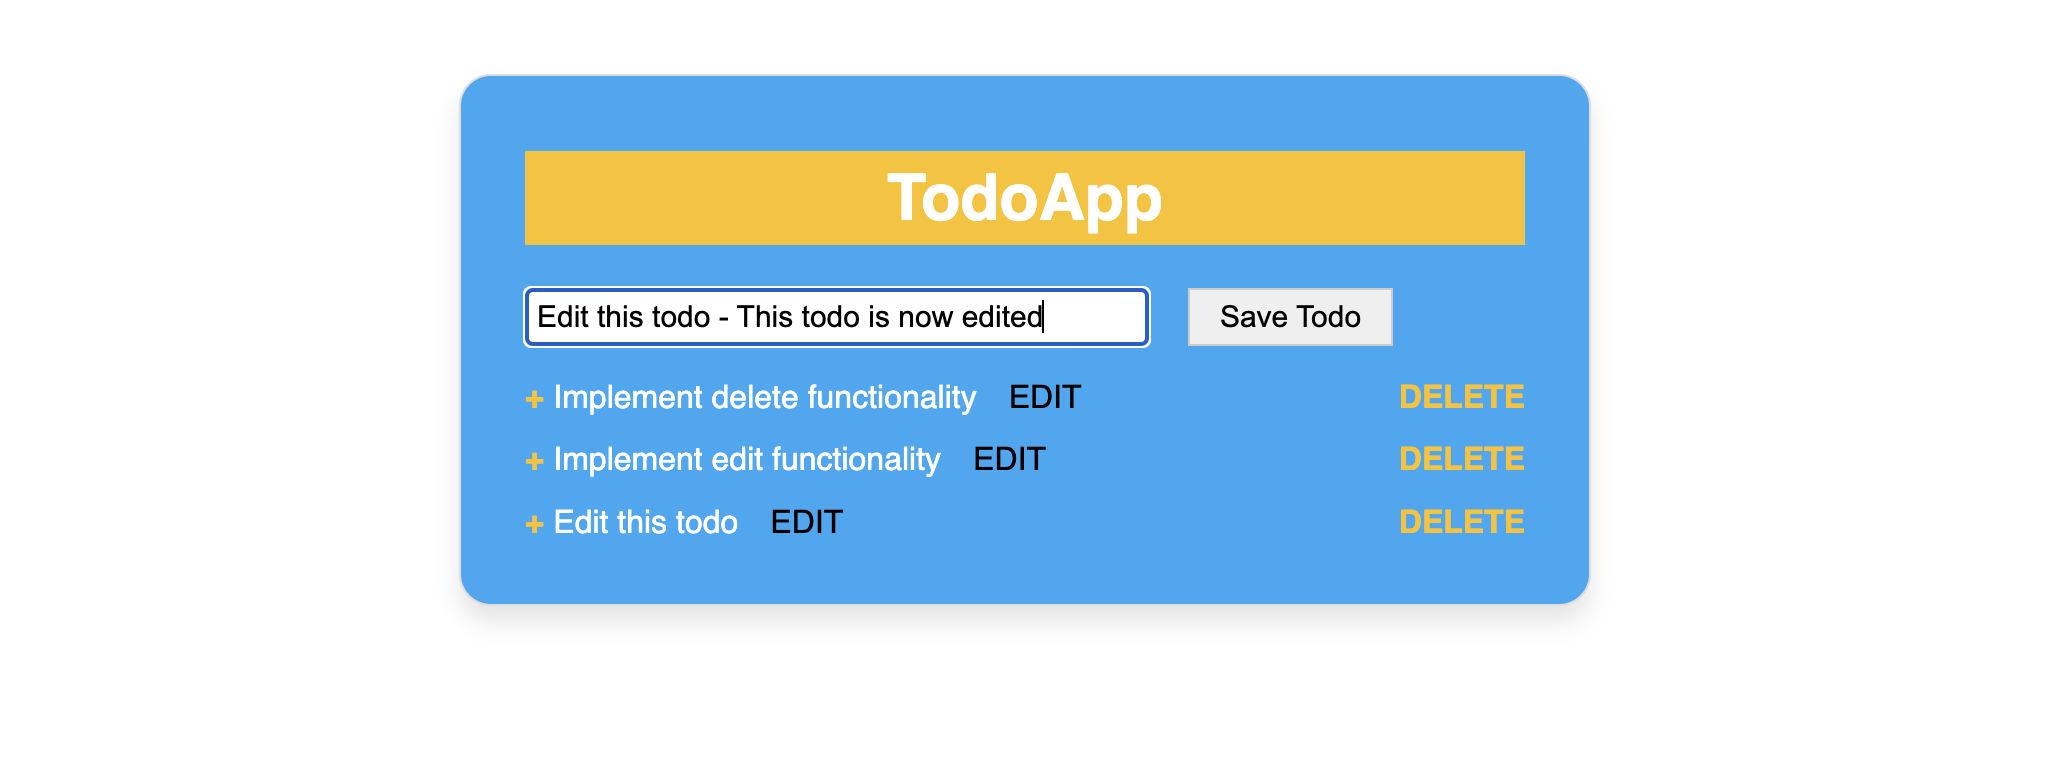 TodoApp
Edit this todo - This todo is now edited Save Todo
+ Implement delete functionality EDIT DELETE
+ Implement edit functionality EDIT DELETE
+ Edit this todo EDIT DELETE